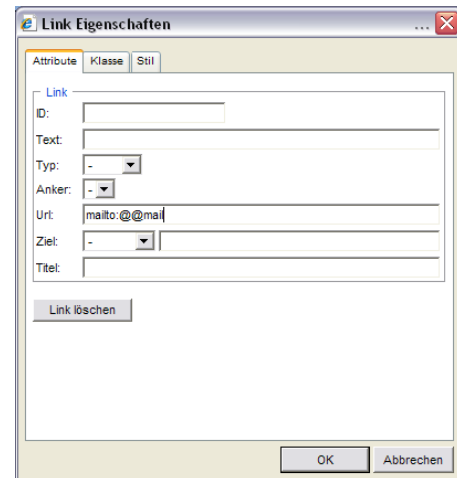 Link Eigenschaften ...
Attribute Klasse Stil
Link
ID:
Text:
Typ: -
Anker: -
Url: mailto:@@mail
Ziel: -
Titel:
Link löschen
OK Abbrechen